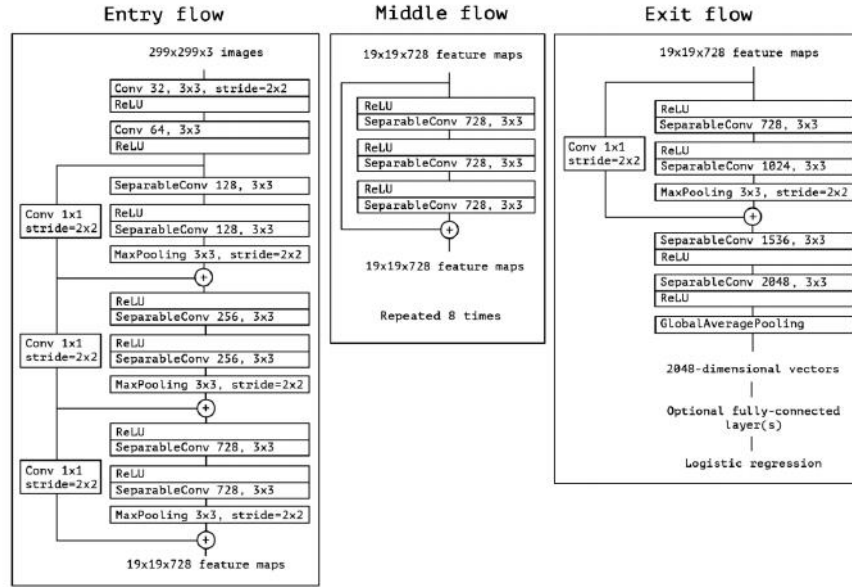 Entry flow
299x299x3 images
Conv 32, 3x3, stride=2x2
ReLU
Conv 64, 3x3
ReLU
SeparableConv 128, 3x3
Conv 1x1
stride=2x2
ReLU
SeparableConv 128, 3x3
MaxPooling 3x3, stride=2x2
+
ReLU
SeparableConv 256, 3x3
Conv 1x1
stride=2x2
ReLU
SeparableConv 256, 3x3
MaxPooling 3x3, stride=2x2
+
ReLU
SeparableConv 728, 3x3
Conv 1x1
stride=2x2
ReLU
SeparableConv 728, 3x3
MaxPooling 3x3, stride=2x2
+
19x19x728 feature maps
Middle flow
19x19x728 feature maps
ReLU
SeparableConv 728, 3x3
ReLU
SeparableConv 728, 3x3
ReLU
SeparableConv 728, 3x3
+
19x19x728 feature maps
Repeated 8 times
Exit flow
19x19x728 feature maps
ReLU
SeparableConv 728, 3x3
Conv 1x1
stride=2x2
ReLU
SeparableConv 1024, 3x3
MaxPooling 3x3, stride=2x2
+
SeparableConv 1536, 3x3
ReLU
SeparableConv 2048, 3x3
ReLU
GlobalAveragePooling
2048-dimensional vectors
Optional fully-connected
layer(s)
Logistic regression